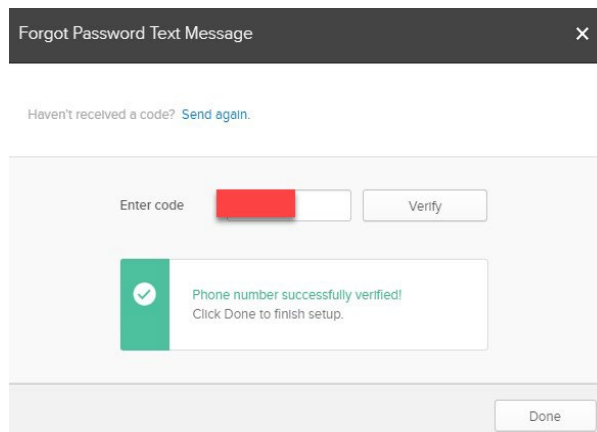 Forgot Password Text Message
Haven't received a code? Send again.
Enter code Verify
Phone number successfully verified!
Click Done to finish setup.
Done